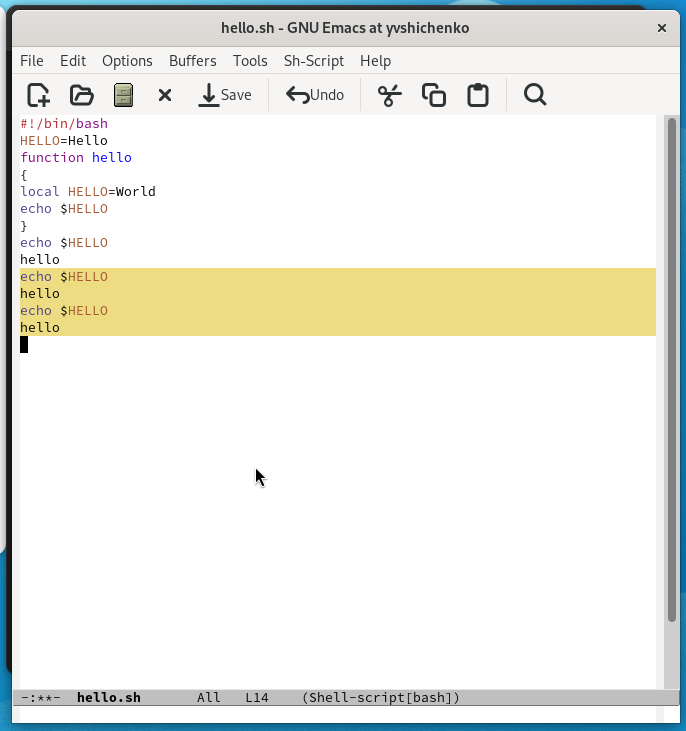 hello.sh - GNU Emacs at yvshichenko
File Edit Options Buffers Tools Sh-Script Help
Save Undo
#!/bin/bash
HELLO=Hello
function hello
{
local HELLO=World
echo $HELLO
}
echo $HELLO
hello
echo $HELLO
hello
echo $HELLO
hello
-:**- hello.sh All L14 (Shell-script[bash])